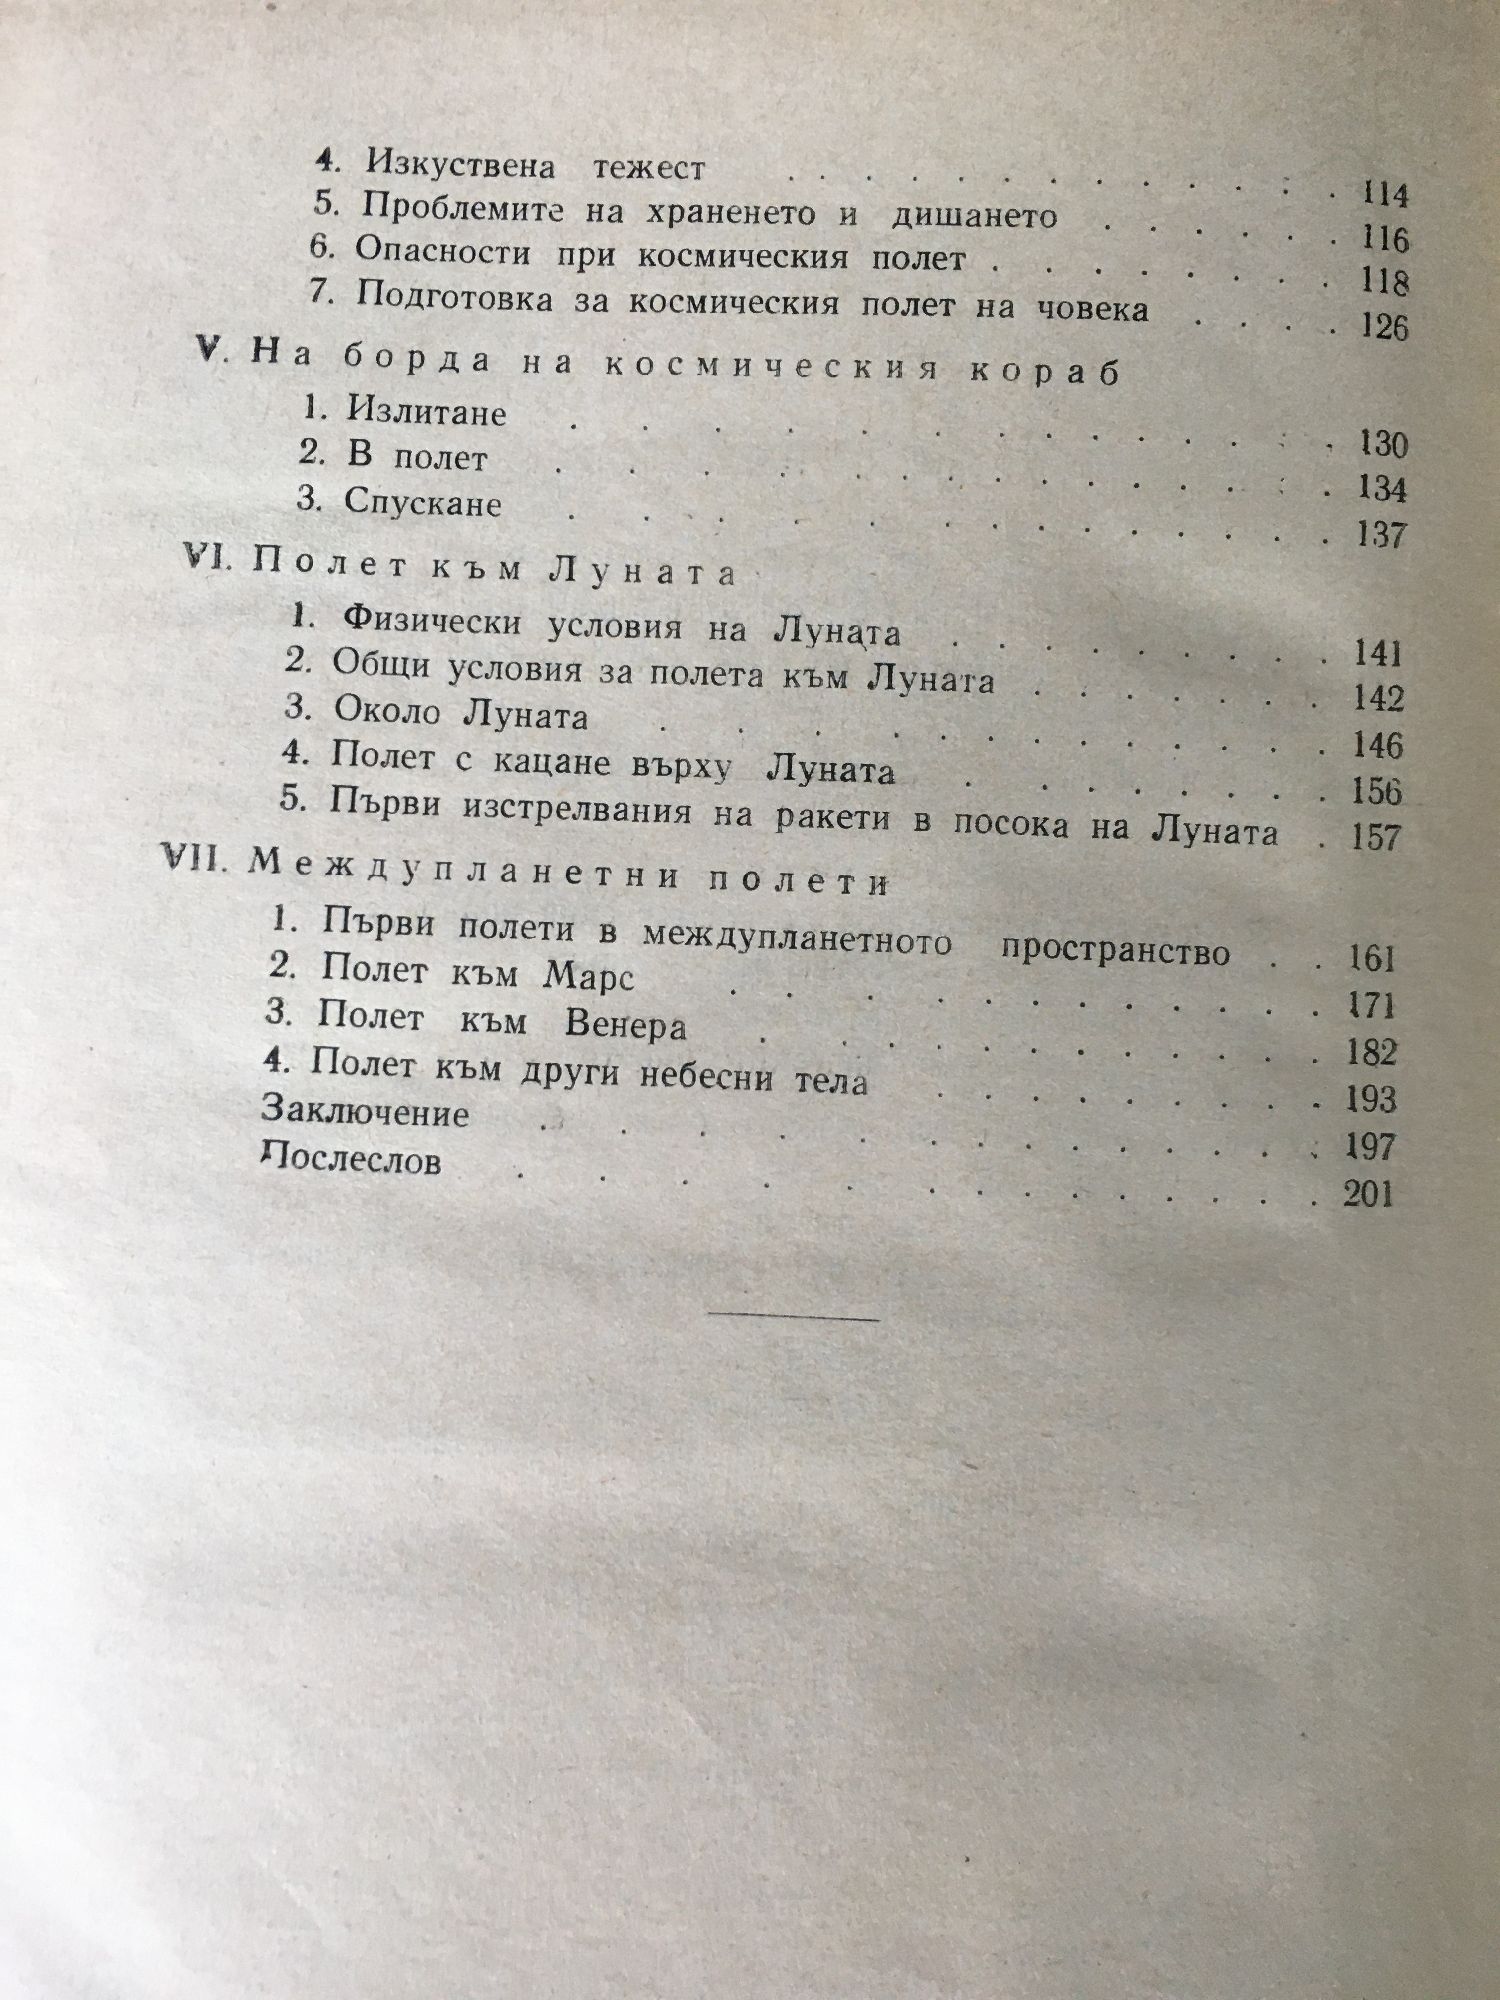 4. Изкуствена тежест . . . . . . . . . . . . . 114
5. Проблемите на храненето и дишането . . . . . . 116
6. Опасности при космическия полет . . . . . . . . . 118
7. Подготовка за космическия полет на човека . . . . 126
V. На борда на космическия кораб
1. Излитане . . . . . . . . . . . . . . 130
2. В полет . . . . . . . . . . . . . . 134
3. Спускане . . . . . . . . . . . . . . 137
VI. Полет към Луната
1. Физически условия на Луната . . . . . . . . . 141
2. Общи условия за полета към Луната . . . . . . . 142
3. Около Луната . . . . . . . . . . . . 146
4. Полет с кацане върху Луната . . . . . . . . . 156
5. Първи изстрелвания на ракети в посока на Луната . 157
VII. Междупланетни полети
1. Първи полети в междупланетното пространство . . 161
2. Полет към Марс . . . . . . . . . . . 171
3. Полет към Венера . . . . . . . . . . . . 182
4. Полет към други небесни тела . . . . . . . . . 193
Заключение . . . . . . . . . . . . . . 197
Послеслов . . . . . . . . . . . . . . 201